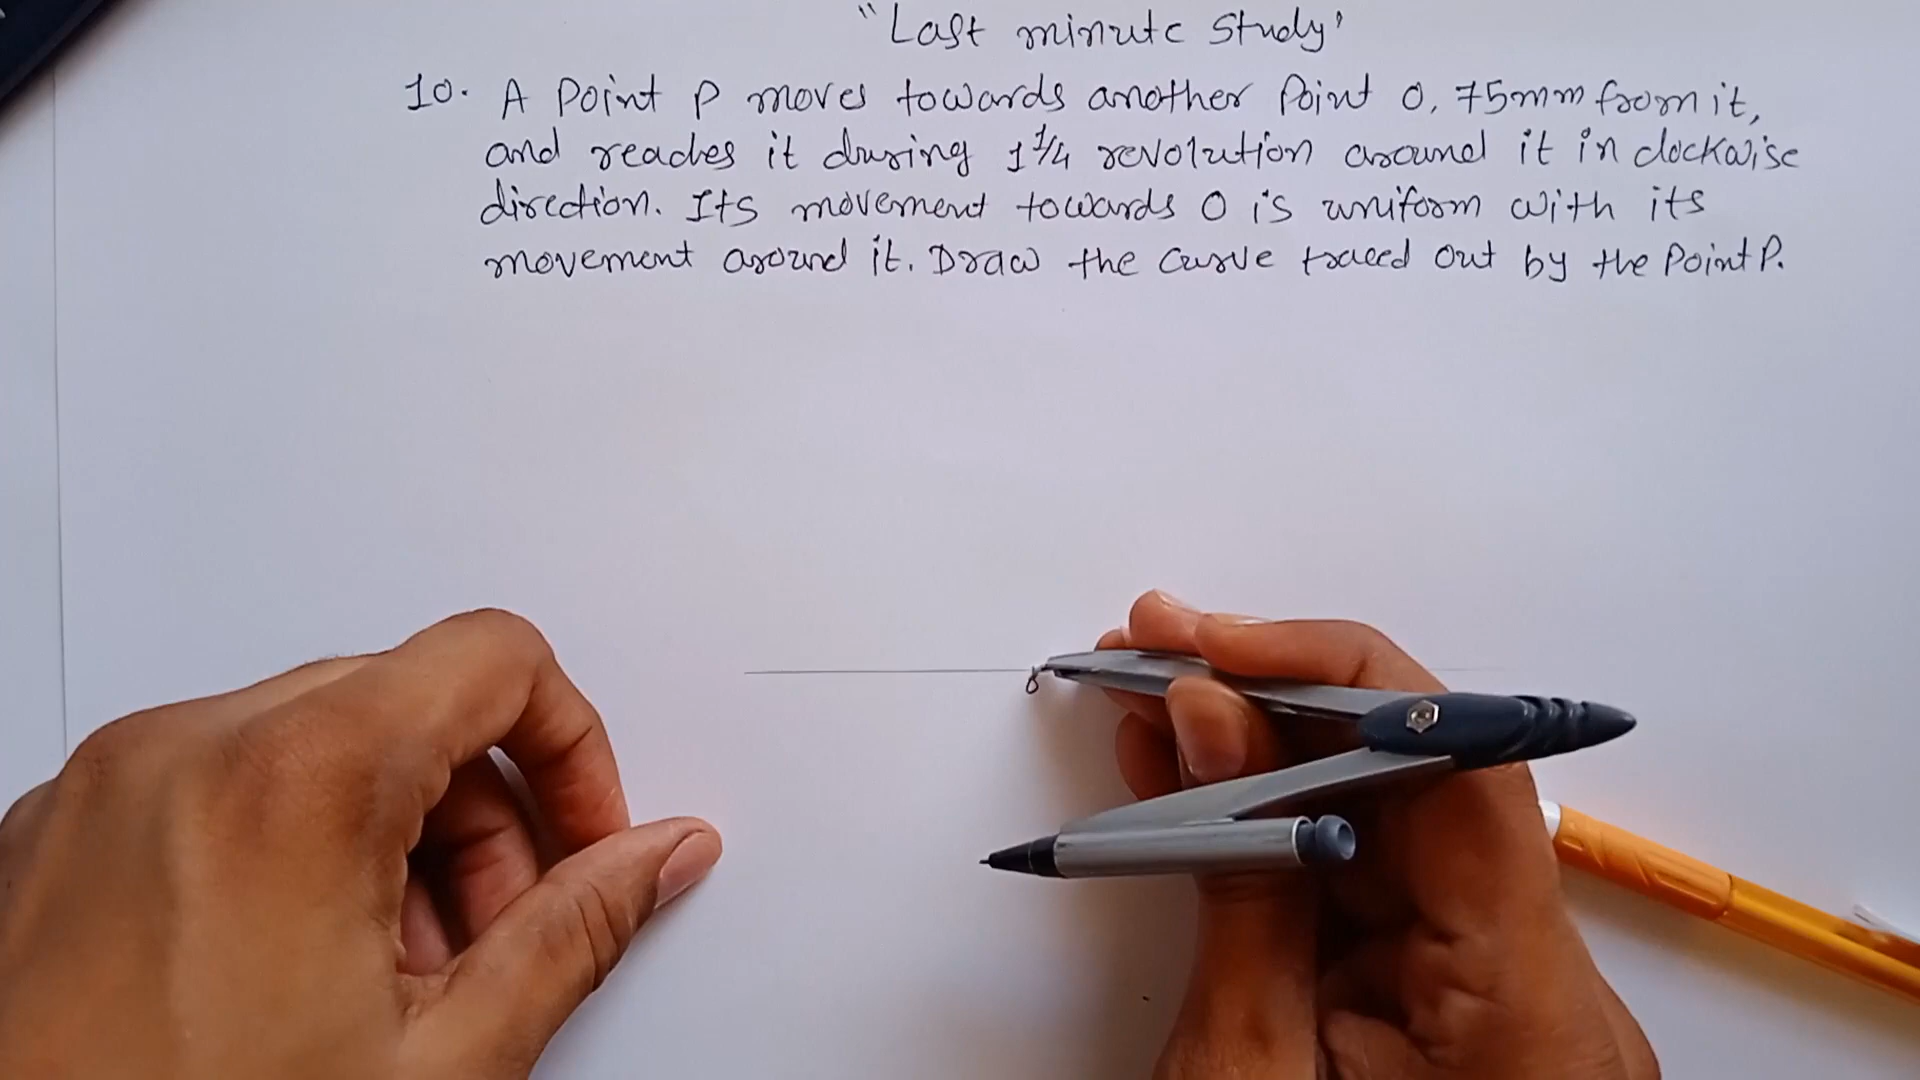 "Last minute Study"
10. A Point P moves towards another Point O, 75mm from it,
and reaches it during 1 1/4 revolution around it in clockwise
direction. Its movement towards O is uniform with its
movement around it. Draw the curve traced out by the Point P.
O